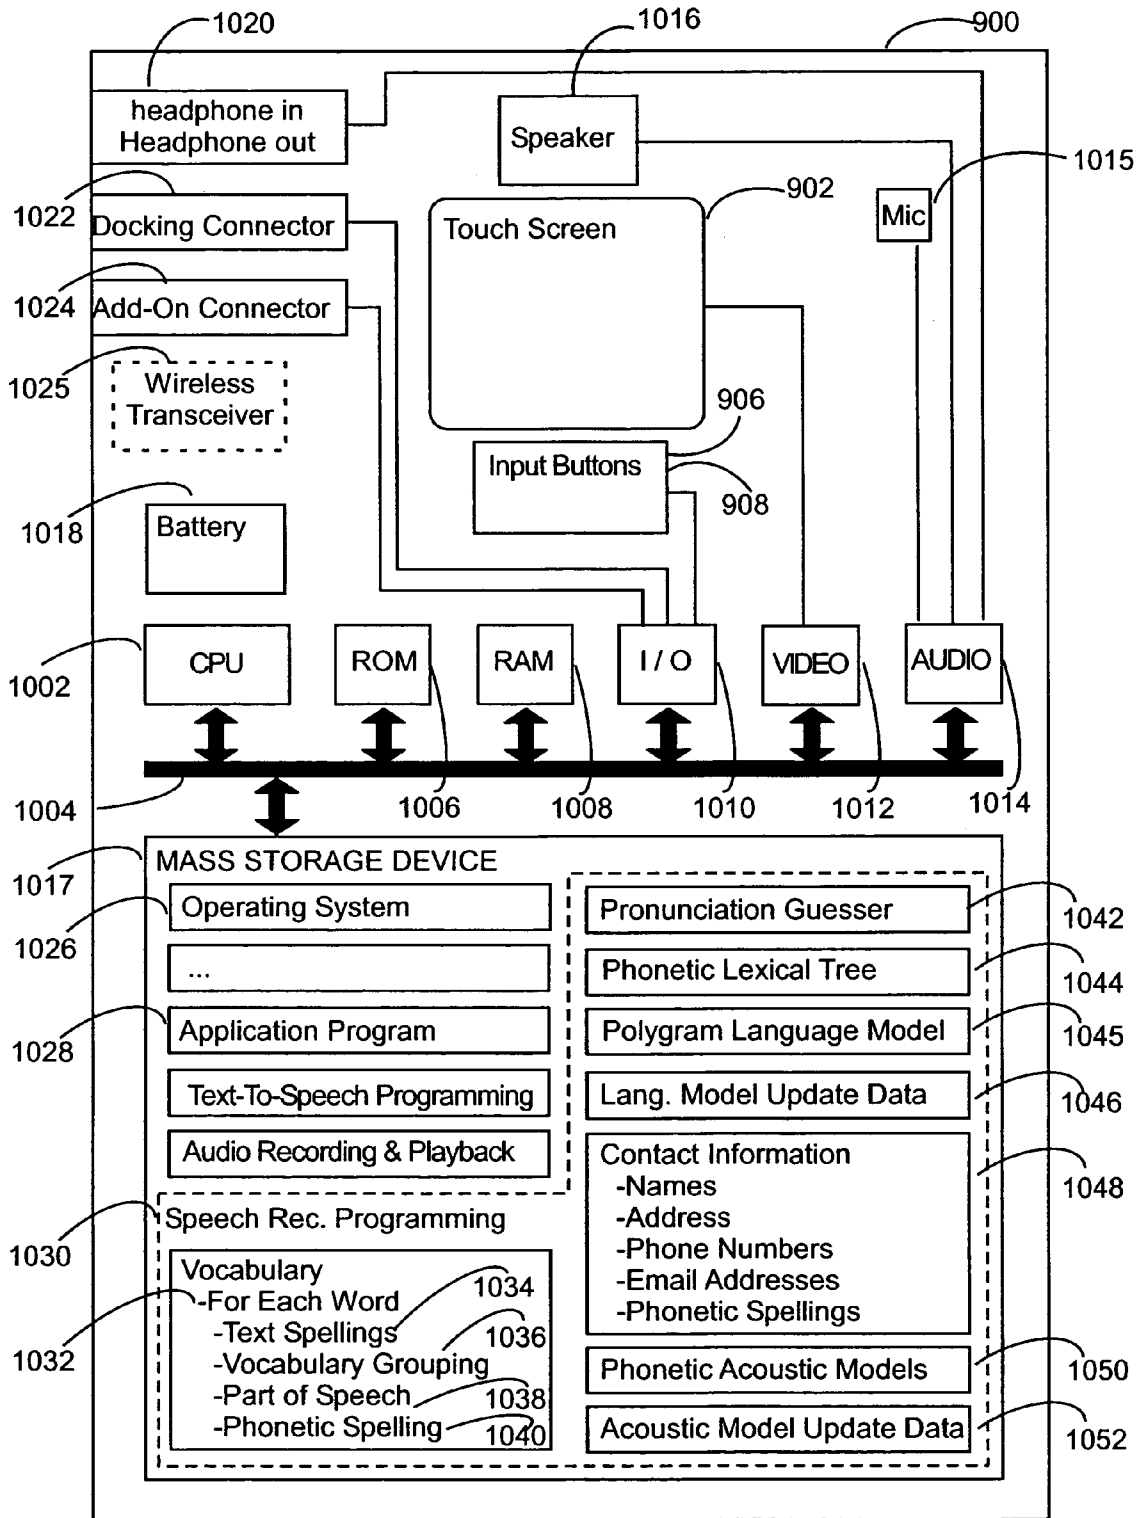 1020
1016
900
headphone in
Headphone out
Speaker
1015
902
1022
Docking Connector
Touch Screen
Mic
1024
Add-On Connector
1025
Wireless
Transceiver
906
Input Buttons
908
1018
Battery
1002
CPU
ROM
RAM
I / O
VIDEO
AUDIO
1004
1006
1008
1010
1012
1014
1017
MASS STORAGE DEVICE
1026
Operating System
...
1028
Application Program
Text-To-Speech Programming
Audio Recording & Playback
1030
Speech Rec. Programming
Vocabulary
1034
1032
-For Each Word
-Text Spellings
1036
-Vocabulary Grouping
-Part of Speech
1038
-Phonetic Spelling
1040
Pronunciation Guesser
1042
Phonetic Lexical Tree
1044
Polygram Language Model
1045
Lang. Model Update Data
1046
Contact Information
1048
-Names
-Address
-Phone Numbers
-Email Addresses
-Phonetic Spellings
Phonetic Acoustic Models
1050
Acoustic Model Update Data
1052